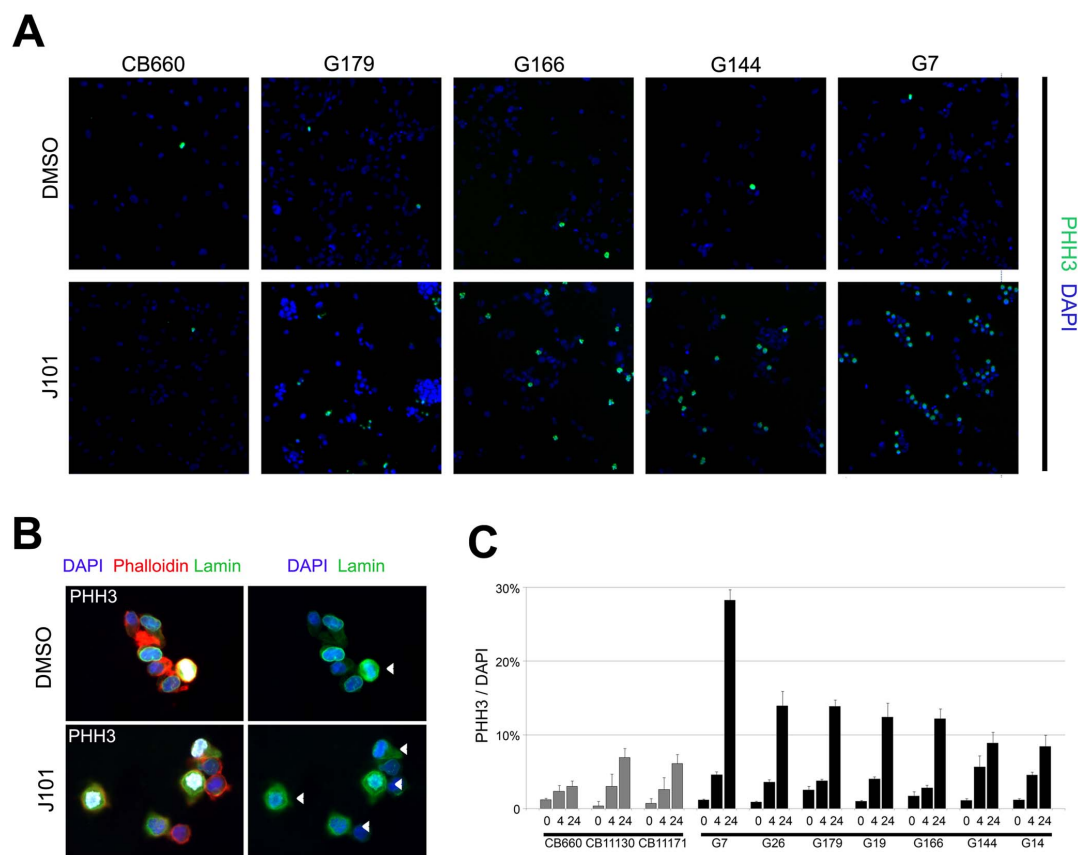 A
CB660 G179 G166 G144 G7
DMSO
J101
PHH3 DAPI
B
DAPI Phalloidin Lamin DAPI Lamin
PHH3
DMSO
PHH3
J101
C
PHH3 / DAPI
30%
20%
10%
0
0 4 24 0 4 24 0 4 24 0 4 24 0 4 24 0 4 24 0 4 24 0 4 24 0 4 24 0 4 24
CB660 CB11130 CB11171 G7 G26 G179 G19 G166 G144 G14